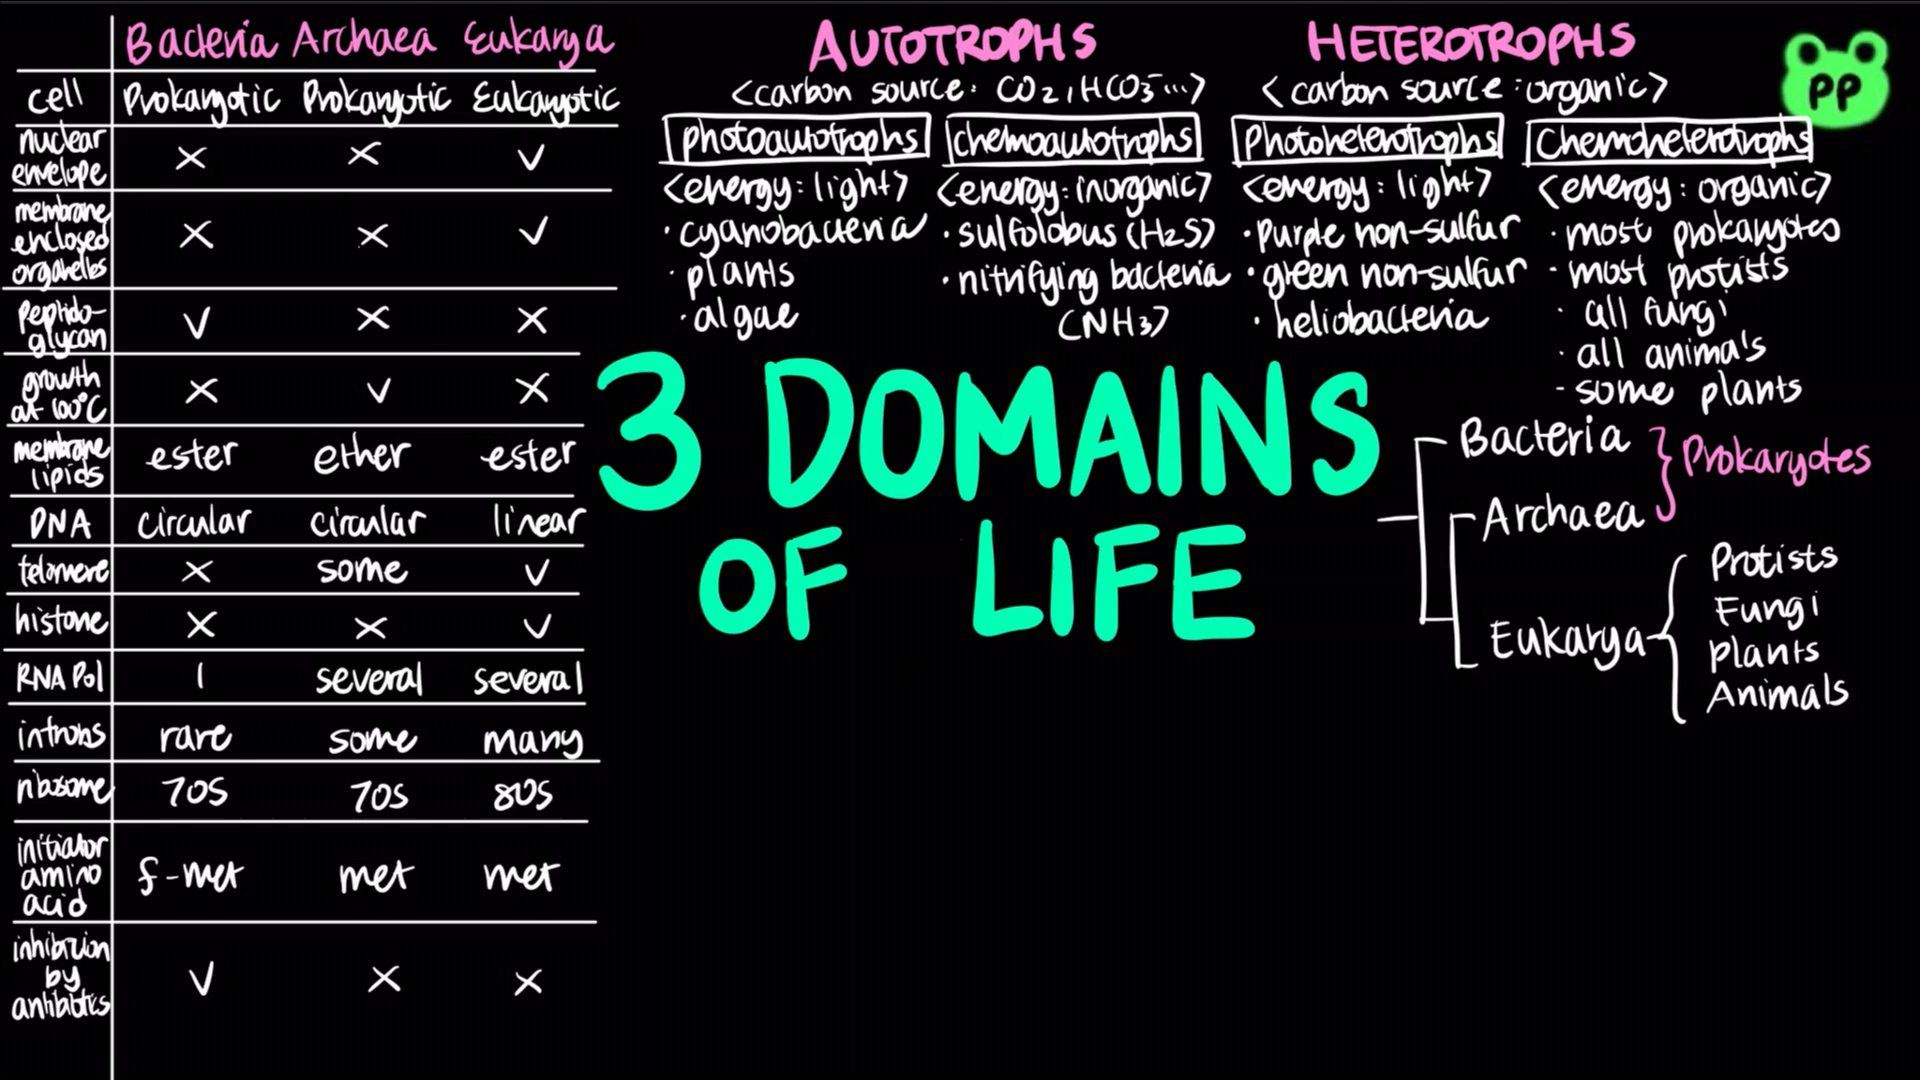 Bacteria Archaea Eukarya
cell Prokaryotic Prokaryotic Eukaryotic
nuclear
envelope × × ✓
membrane
enclosed
organelles × × ✓
peptido-
glycan ✓ × ×
growth
at 100°C × ✓ ×
membrane
lipids ester ether ester
DNA circular circular linear
telomere × some ✓
histone × × ✓
RNA Pol 1 several several
introns rare some many
ribosome 70S 70S 80S
initiator
amino
acid f-met met met
inhibition
by
antibiotics ✓ × ×
AUTOTROPHS
<carbon source: CO2, HCO3⁻...>
photoautotrophs
<energy: light>
· cyanobacteria
· plants
· algae
chemoautotrophs
<energy: inorganic>
· sulfolobus (H2S)
· nitrifying bacteria
(NH3)
HETEROTROPHS
<carbon source: organic>
Photoheterotrophs
<energy: light>
· purple non-sulfur
· green non-sulfur
· heliobacteria
Chemoheterotrophs
<energy: organic>
· most prokaryotes
· most protists
· all fungi
· all animals
- some plants
PP
3 DOMAINS
OF LIFE
Bacteria
Archaea
Prokaryotes
Eukarya
Protists
Fungi
Plants
Animals